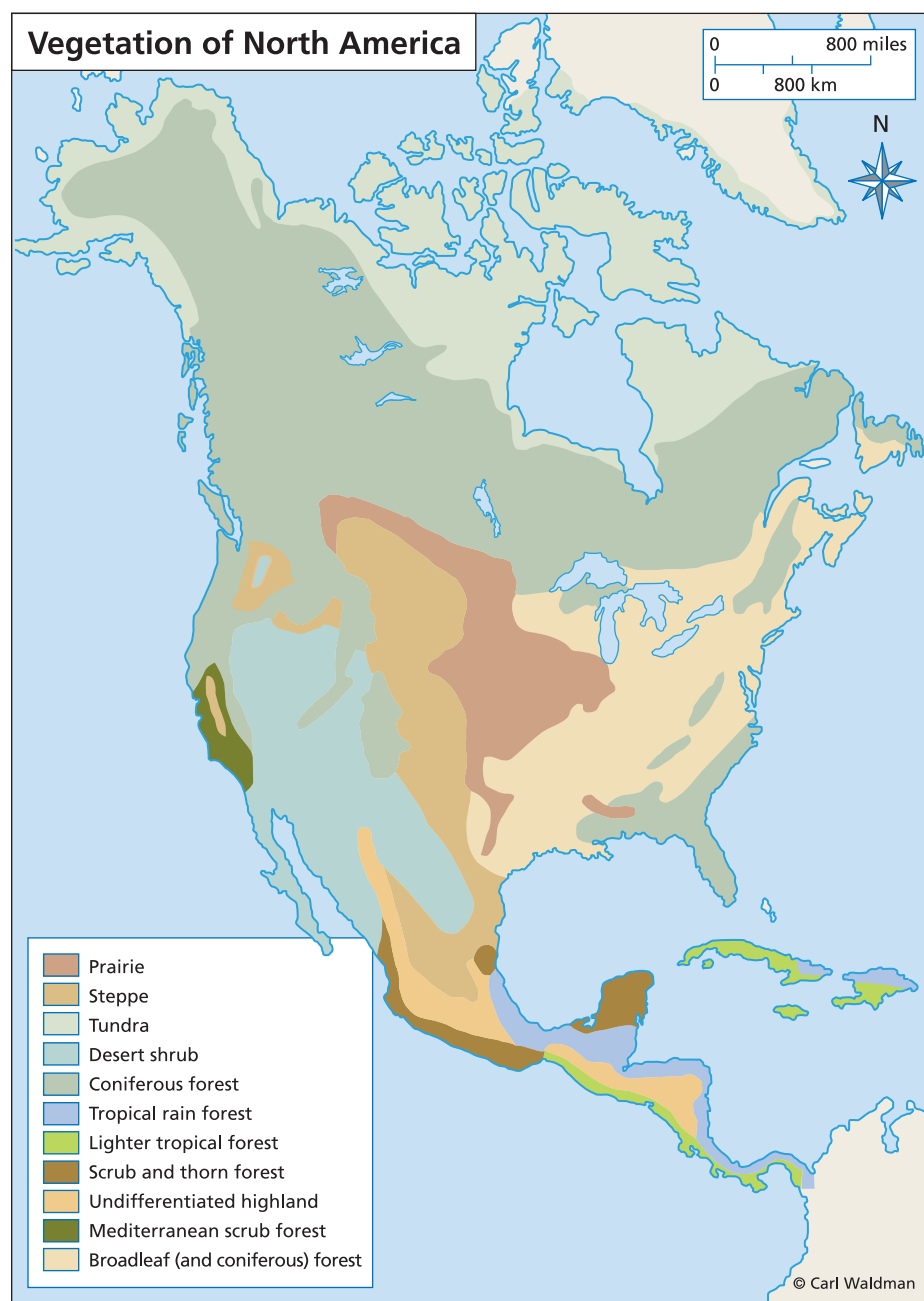 Vegetation of North America
0 800 miles
0 800 km
N
Prairie
Steppe
Tundra
Desert shrub
Coniferous forest
Tropical rain forest
Lighter tropical forest
Scrub and thorn forest
Undifferentiated highland
Mediterranean scrub forest
Broadleaf (and coniferous) forest
© Carl Waldman